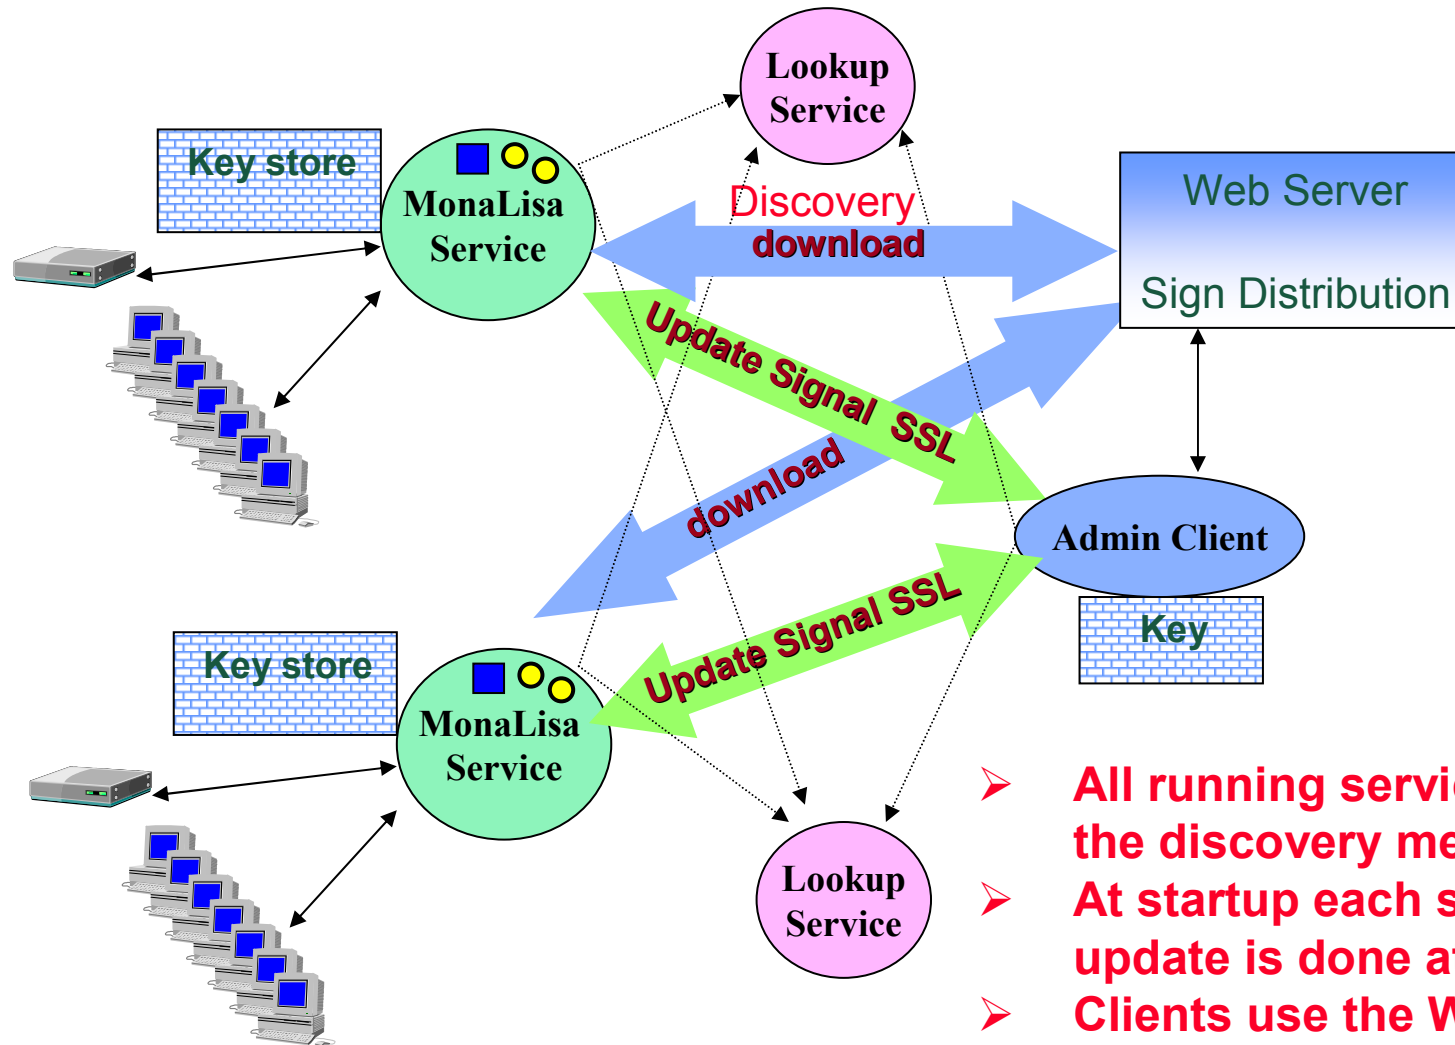 Lookup
Service
Key store
MonaLisa
Service
Discovery
download
Web Server
Sign Distribution
Update Signal SSL
download
Admin Client
Key
Update Signal SSL
Key store
MonaLisa
Service
Lookup
Service
➢ All running servi
the discovery me
➢ At startup each s
update is done a
➢ Clients use the W